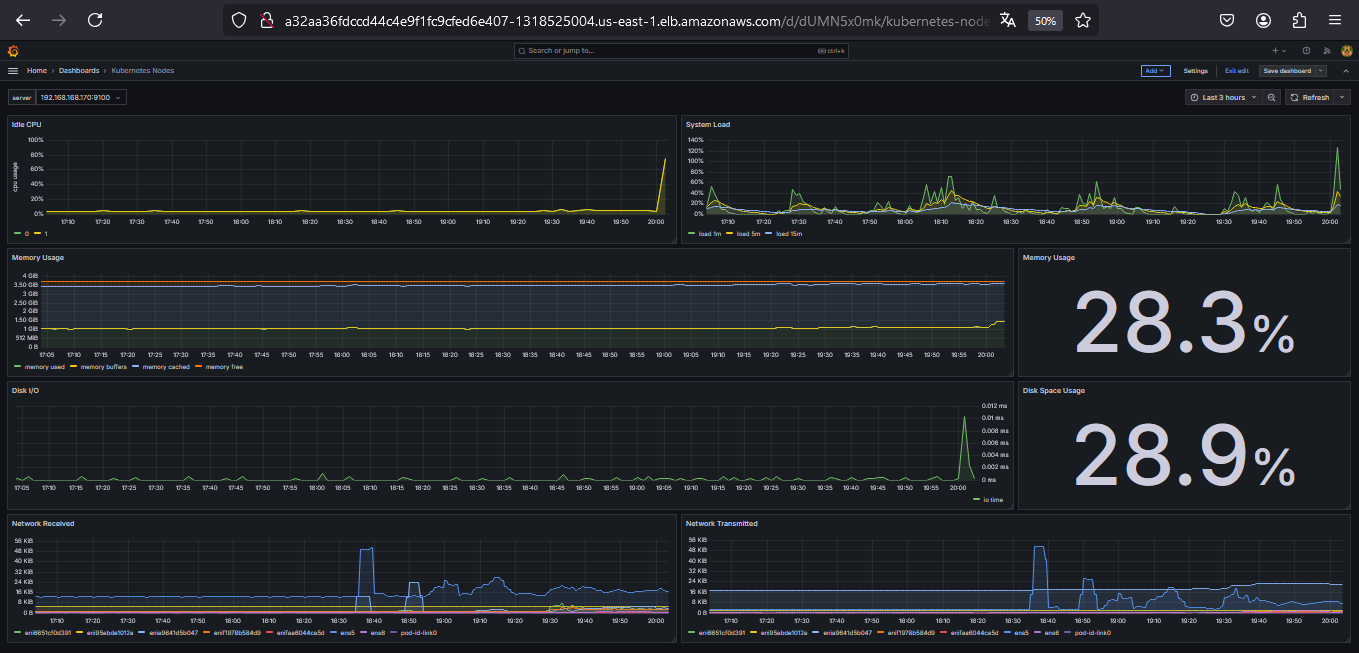 a32aa36fdccd44c4e9f1fc9cfed6e407-1318525004.us-east-1.elb.amazonaws.com/d/dUMN5x0mk/kubernetes-node 50%
Search or jump to... ctrl+k
Home › Dashboards › Kubernetes Nodes Add Settings Exit edit Save dashboard
server 192.168.168.170:9100 Last 3 hours Refresh
Idle CPU
cpu usage
100%
80%
60%
40%
20%
0%
17:10 17:20 17:30 17:40 17:50 18:00 18:10 18:20 18:30 18:40 18:50 19:00 19:10 19:20 19:30 19:40 19:50 20:00
0 1
System Load
140%
120%
100%
80%
60%
40%
20%
0%
17:10 17:20 17:30 17:40 17:50 18:00 18:10 18:20 18:30 18:40 18:50 19:00 19:10 19:20 19:30 19:40 19:50 20:00
load 1m load 5m load 15m
Memory Usage
4 GiB
3.50 GiB
3 GiB
2.50 GiB
2 GiB
1.50 GiB
1 GiB
512 MiB
0 B
17:05 17:10 17:15 17:20 17:25 17:30 17:35 17:40 17:45 17:50 17:55 18:00 18:05 18:10 18:15 18:20 18:25 18:30 18:35 18:40 18:45 18:50 18:55 19:00 19:05 19:10 19:15 19:20 19:25 19:30 19:35 19:40 19:45 19:50 19:55 20:00
memory used memory buffers memory cached memory free
Memory Usage
28.3%
Disk I/O
0.012 ms
0.01 ms
0.008 ms
0.006 ms
0.004 ms
0.002 ms
0 ms
17:05 17:10 17:15 17:20 17:25 17:30 17:35 17:40 17:45 17:50 17:55 18:00 18:05 18:10 18:15 18:20 18:25 18:30 18:35 18:40 18:45 18:50 18:55 19:00 19:05 19:10 19:15 19:20 19:25 19:30 19:35 19:40 19:45 19:50 19:55 20:00
io time
Disk Space Usage
28.9%
Network Received
56 KiB
48 KiB
40 KiB
32 KiB
24 KiB
16 KiB
8 KiB
0 B
17:10 17:20 17:30 17:40 17:50 18:00 18:10 18:20 18:30 18:40 18:50 19:00 19:10 19:20 19:30 19:40 19:50 20:00
eni6651cf0d391 eni95abde1012a enia9641d5b047 enif1978b584d9 enifaa6044ca5d ens5 ens6 pod-id-link0
Network Transmitted
56 KiB
48 KiB
40 KiB
32 KiB
24 KiB
16 KiB
8 KiB
0 B
17:10 17:20 17:30 17:40 17:50 18:00 18:10 18:20 18:30 18:40 18:50 19:00 19:10 19:20 19:30 19:40 19:50 20:00
eni6651cf0d391 eni95abde1012a enia9641d5b047 enif1978b584d9 enifaa6044ca5d ens5 ens6 pod-id-link0